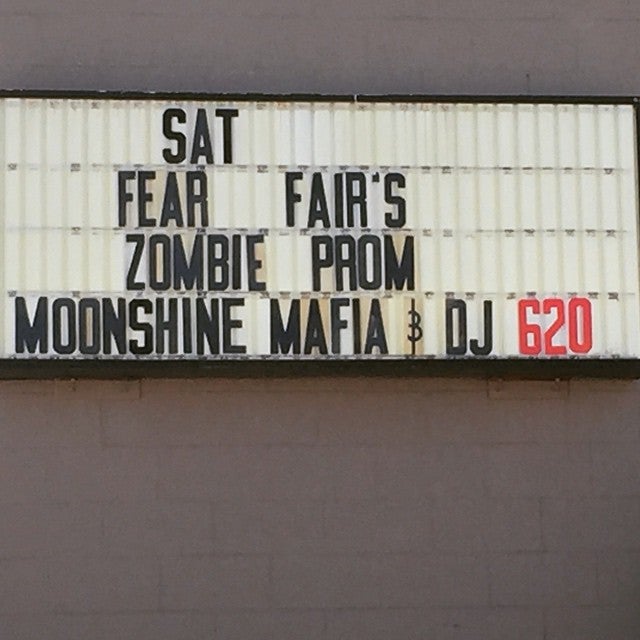 SAT
FEAR FAIR'S
ZOMBIE PROM
MOONSHINE MAFIA & DJ 620